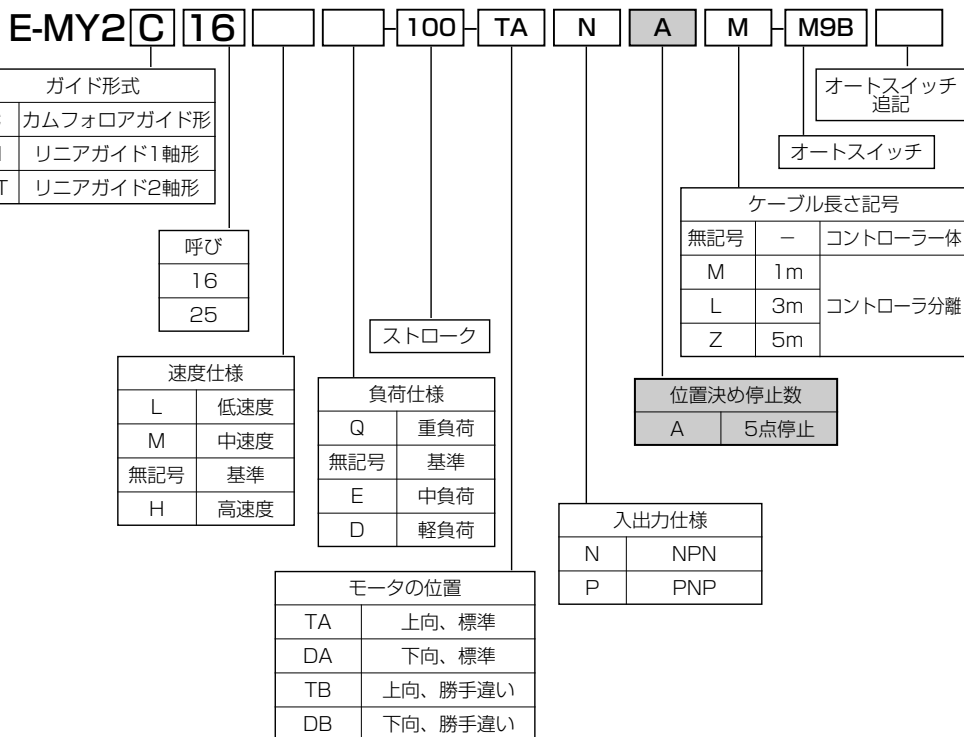 E-MY2 C 16 - 100 - TA N A M - M9B
ガイド形式
カムフォロアガイド形
リニアガイド1軸形
T リニアガイド2軸形
呼び
16
25
速度仕様
L 低速度
M 中速度
無記号 基準
H 高速度
ストローク
負荷仕様
Q 重負荷
無記号 基準
E 中負荷
D 軽負荷
モータの位置
TA 上向、標準
DA 下向、標準
TB 上向、勝手違い
DB 下向、勝手違い
入出力仕様
N NPN
P PNP
位置決め停止数
A 5点停止
ケーブル長さ記号
無記号 − コントローラ一体
M 1m
L 3m コントローラ分離
Z 5m
オートスイッチ
オートスイッチ
追記